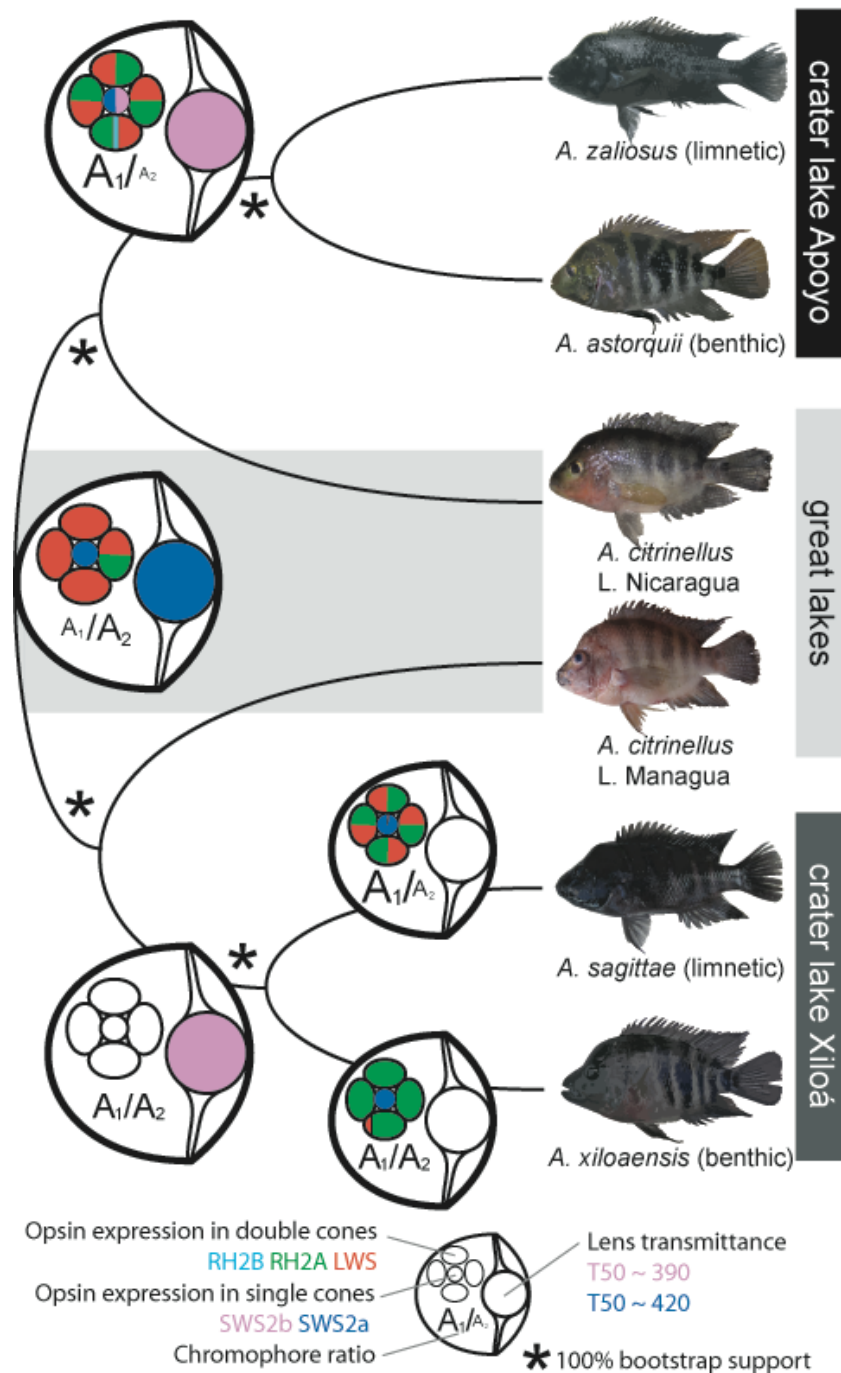 A1/A2
*
A. zaliosus (limnetic)
A. astorquii (benthic)
crater lake Apoyo
*
A1/A2
A. citrinellus
L. Nicaragua
A. citrinellus
L. Managua
great lakes
*
A1/A2
A. sagittae (limnetic)
*
A1/A2
A1/A2
A. xiloaensis (benthic)
crater lake Xiloá
Opsin expression in double cones
RH2B RH2A LWS
Opsin expression in single cones
SWS2b SWS2a
Chromophore ratio
A1/A2
Lens transmittance
T50 ~ 390
T50 ~ 420
* 100% bootstrap support